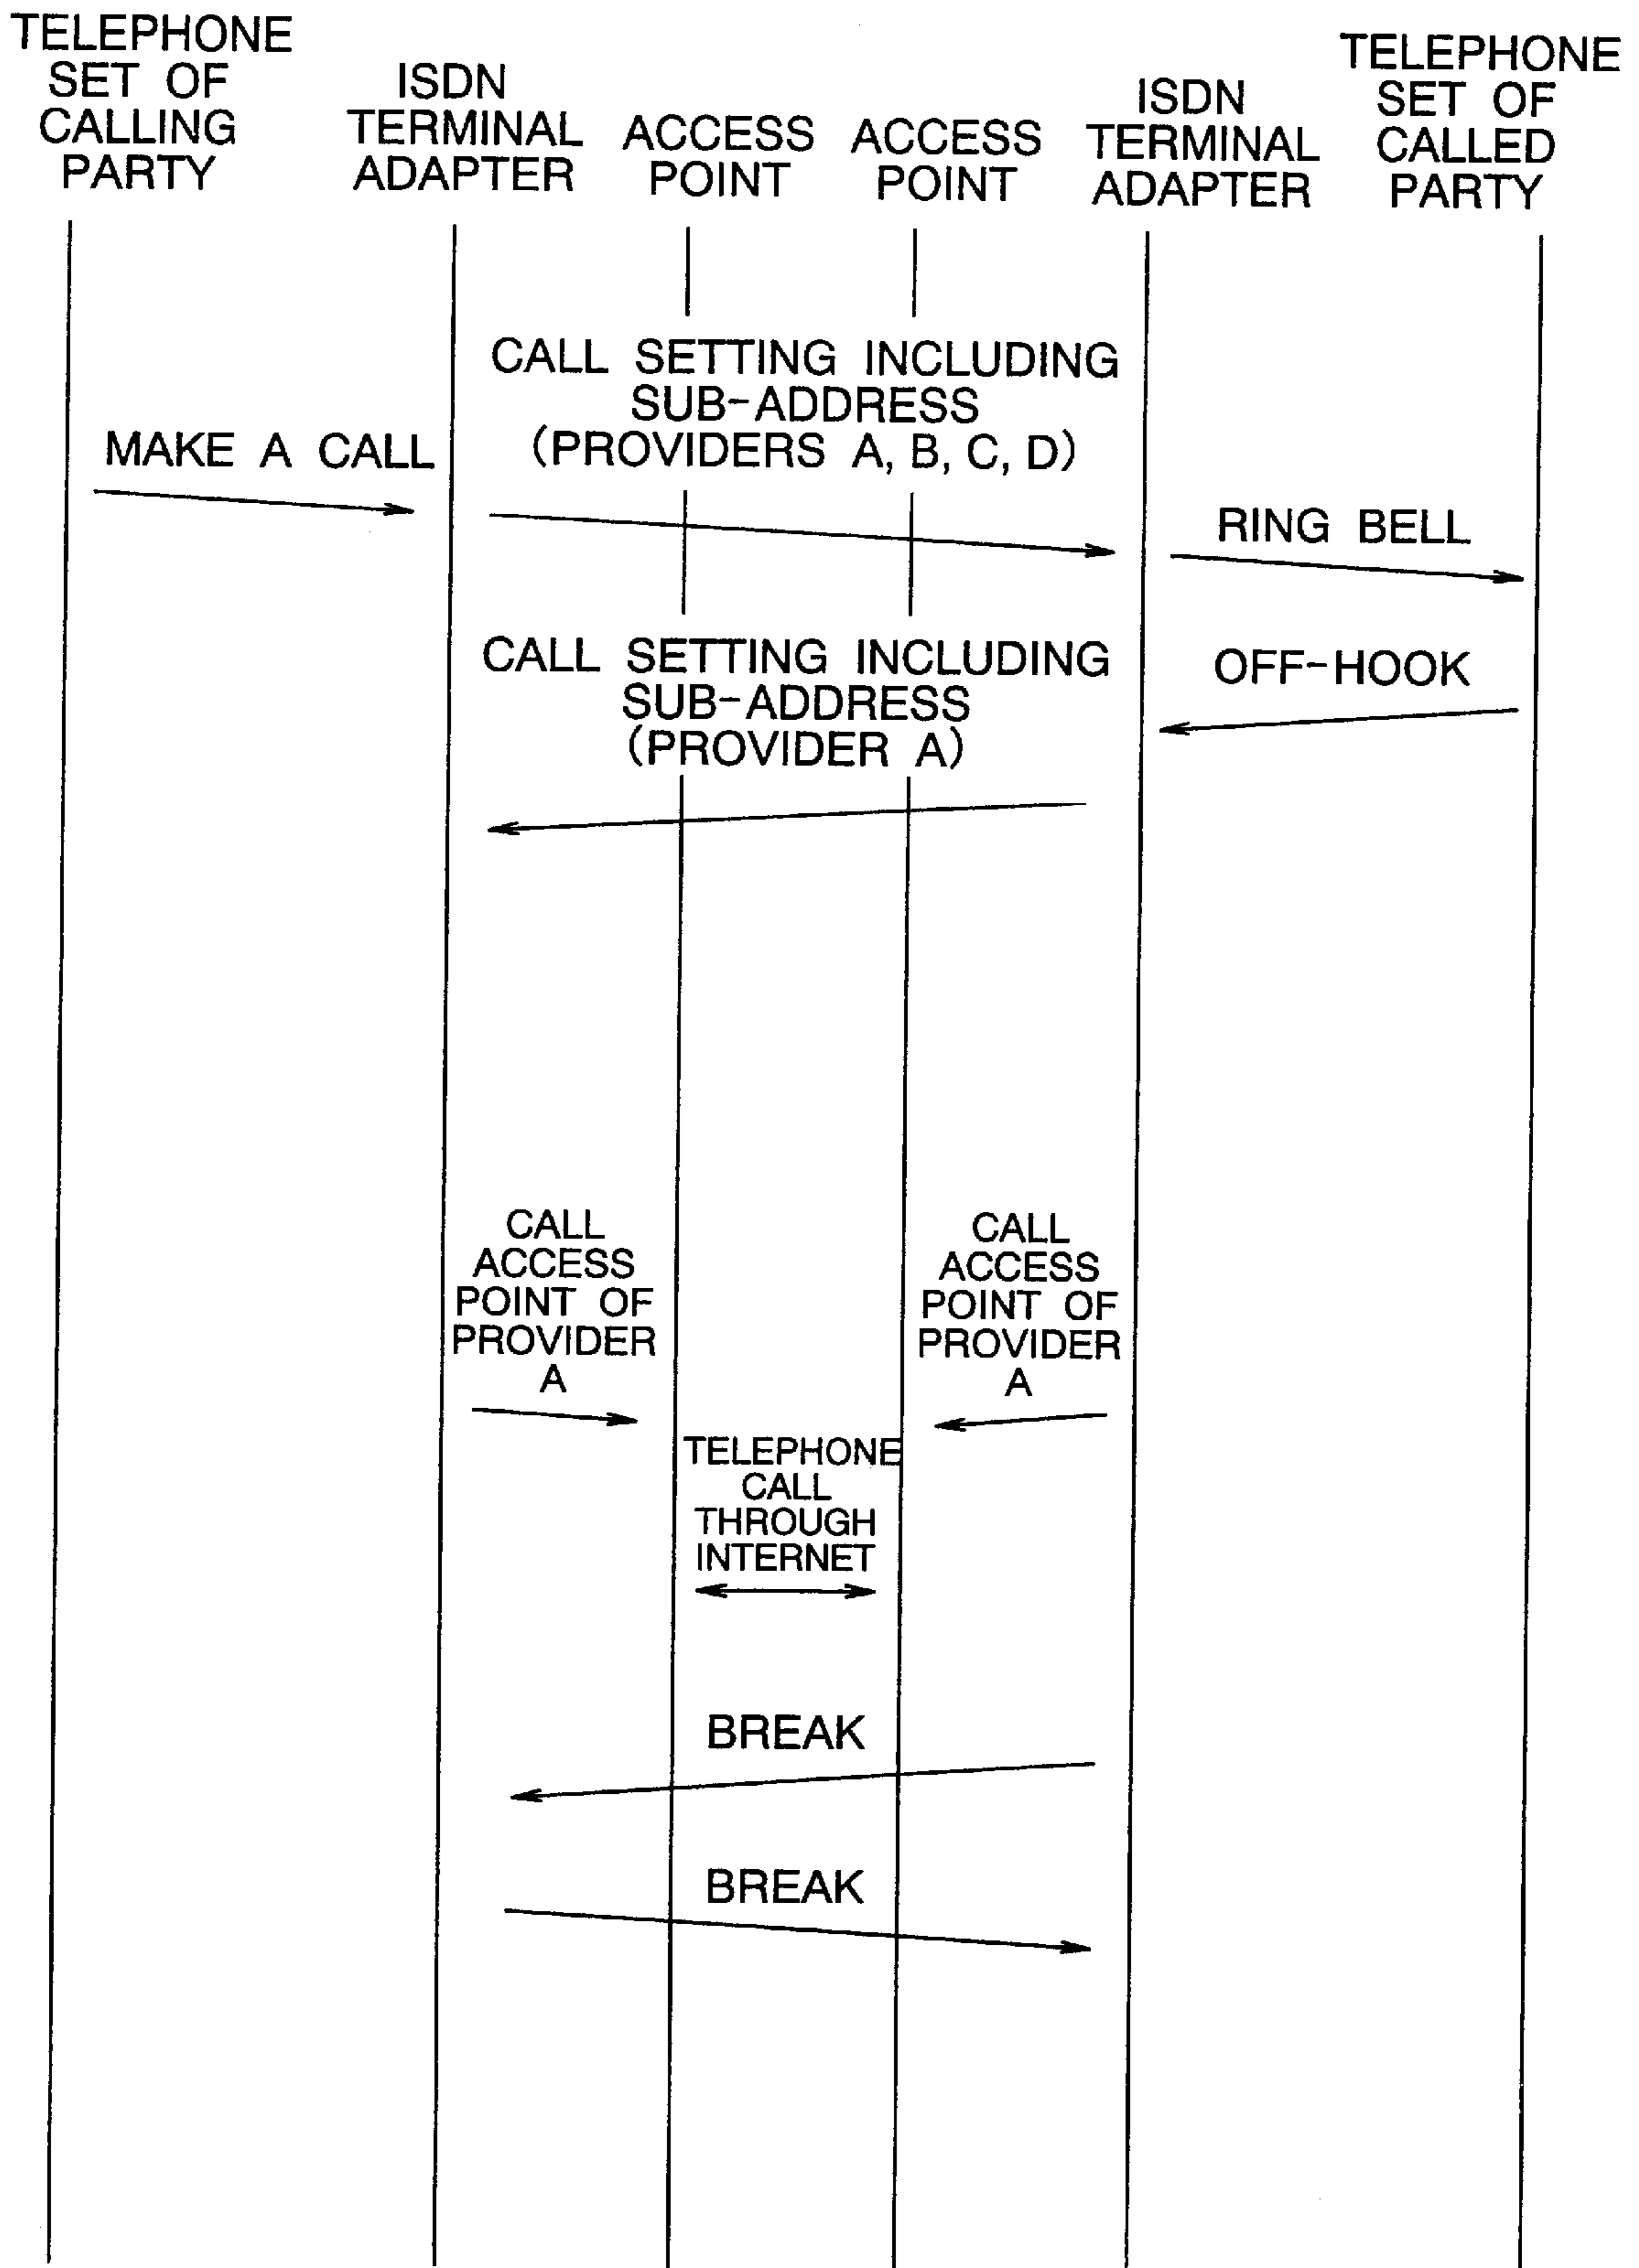 TELEPHONE
SET OF
CALLING
PARTY
ISDN
TERMINAL
ADAPTER
ACCESS
POINT
ACCESS
POINT
ISDN
TERMINAL
ADAPTER
TELEPHONE
SET OF
CALLED
PARTY
CALL SETTING INCLUDING
SUB-ADDRESS
(PROVIDERS A, B, C, D)
MAKE A CALL
RING BELL
CALL SETTING INCLUDING
SUB-ADDRESS
(PROVIDER A)
OFF-HOOK
CALL
ACCESS
POINT OF
PROVIDER
A
CALL
ACCESS
POINT OF
PROVIDER
A
TELEPHONE
CALL
THROUGH
INTERNET
BREAK
BREAK